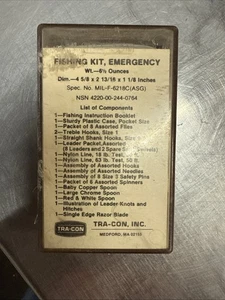 FISHING KIT, EMERGENCY
Wt.—6½ Ounces
Dim.—4 5/8 x 2 13/16 x 1 1/8 Inches
Spec. No. MIL-F-6218C(ASG)
NSN 4220-00-244-0764
List of Components
1—Fishing Instruction Booklet
1—Sturdy Plastic Case, Pocket Size
1—Packet of 8 Assorted Flies
2—Treble Hooks, Size 1
1—Straight Shank Hooks, Size
1—Leader Packet, Assorted
(8 Leaders and 2 Spare Swivels)
1—Nylon Line, 18 lb. Test,
1—Nylon Line, 63 lb. Test, 50 ft.
1—Assembly of Assorted Hooks
1—Assembly of Assorted Needles
1—Assembly of 8 Size Safety Pins
1—Packet of 6 Assorted Spinners
1—Baby Copper Spoon
1—Large Chrome Spoon
1—Red & White Spoon
1—Illustration of Leader Knots and
Hitches
1—Single Edge Razor Blade
TRA-CON
TRA-CON, INC.
MEDFORD, MA 02155